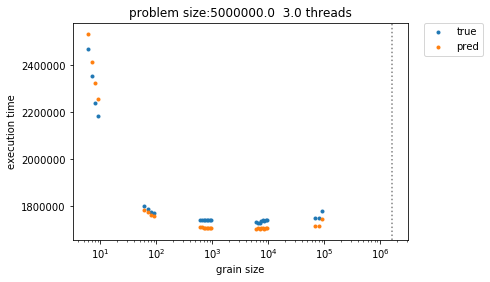 problem size:5000000.0  3.0 threads
true
pred
execution time
2400000
2200000
2000000
1800000
10^1
10^2
10^3
10^4
10^5
10^6
grain size